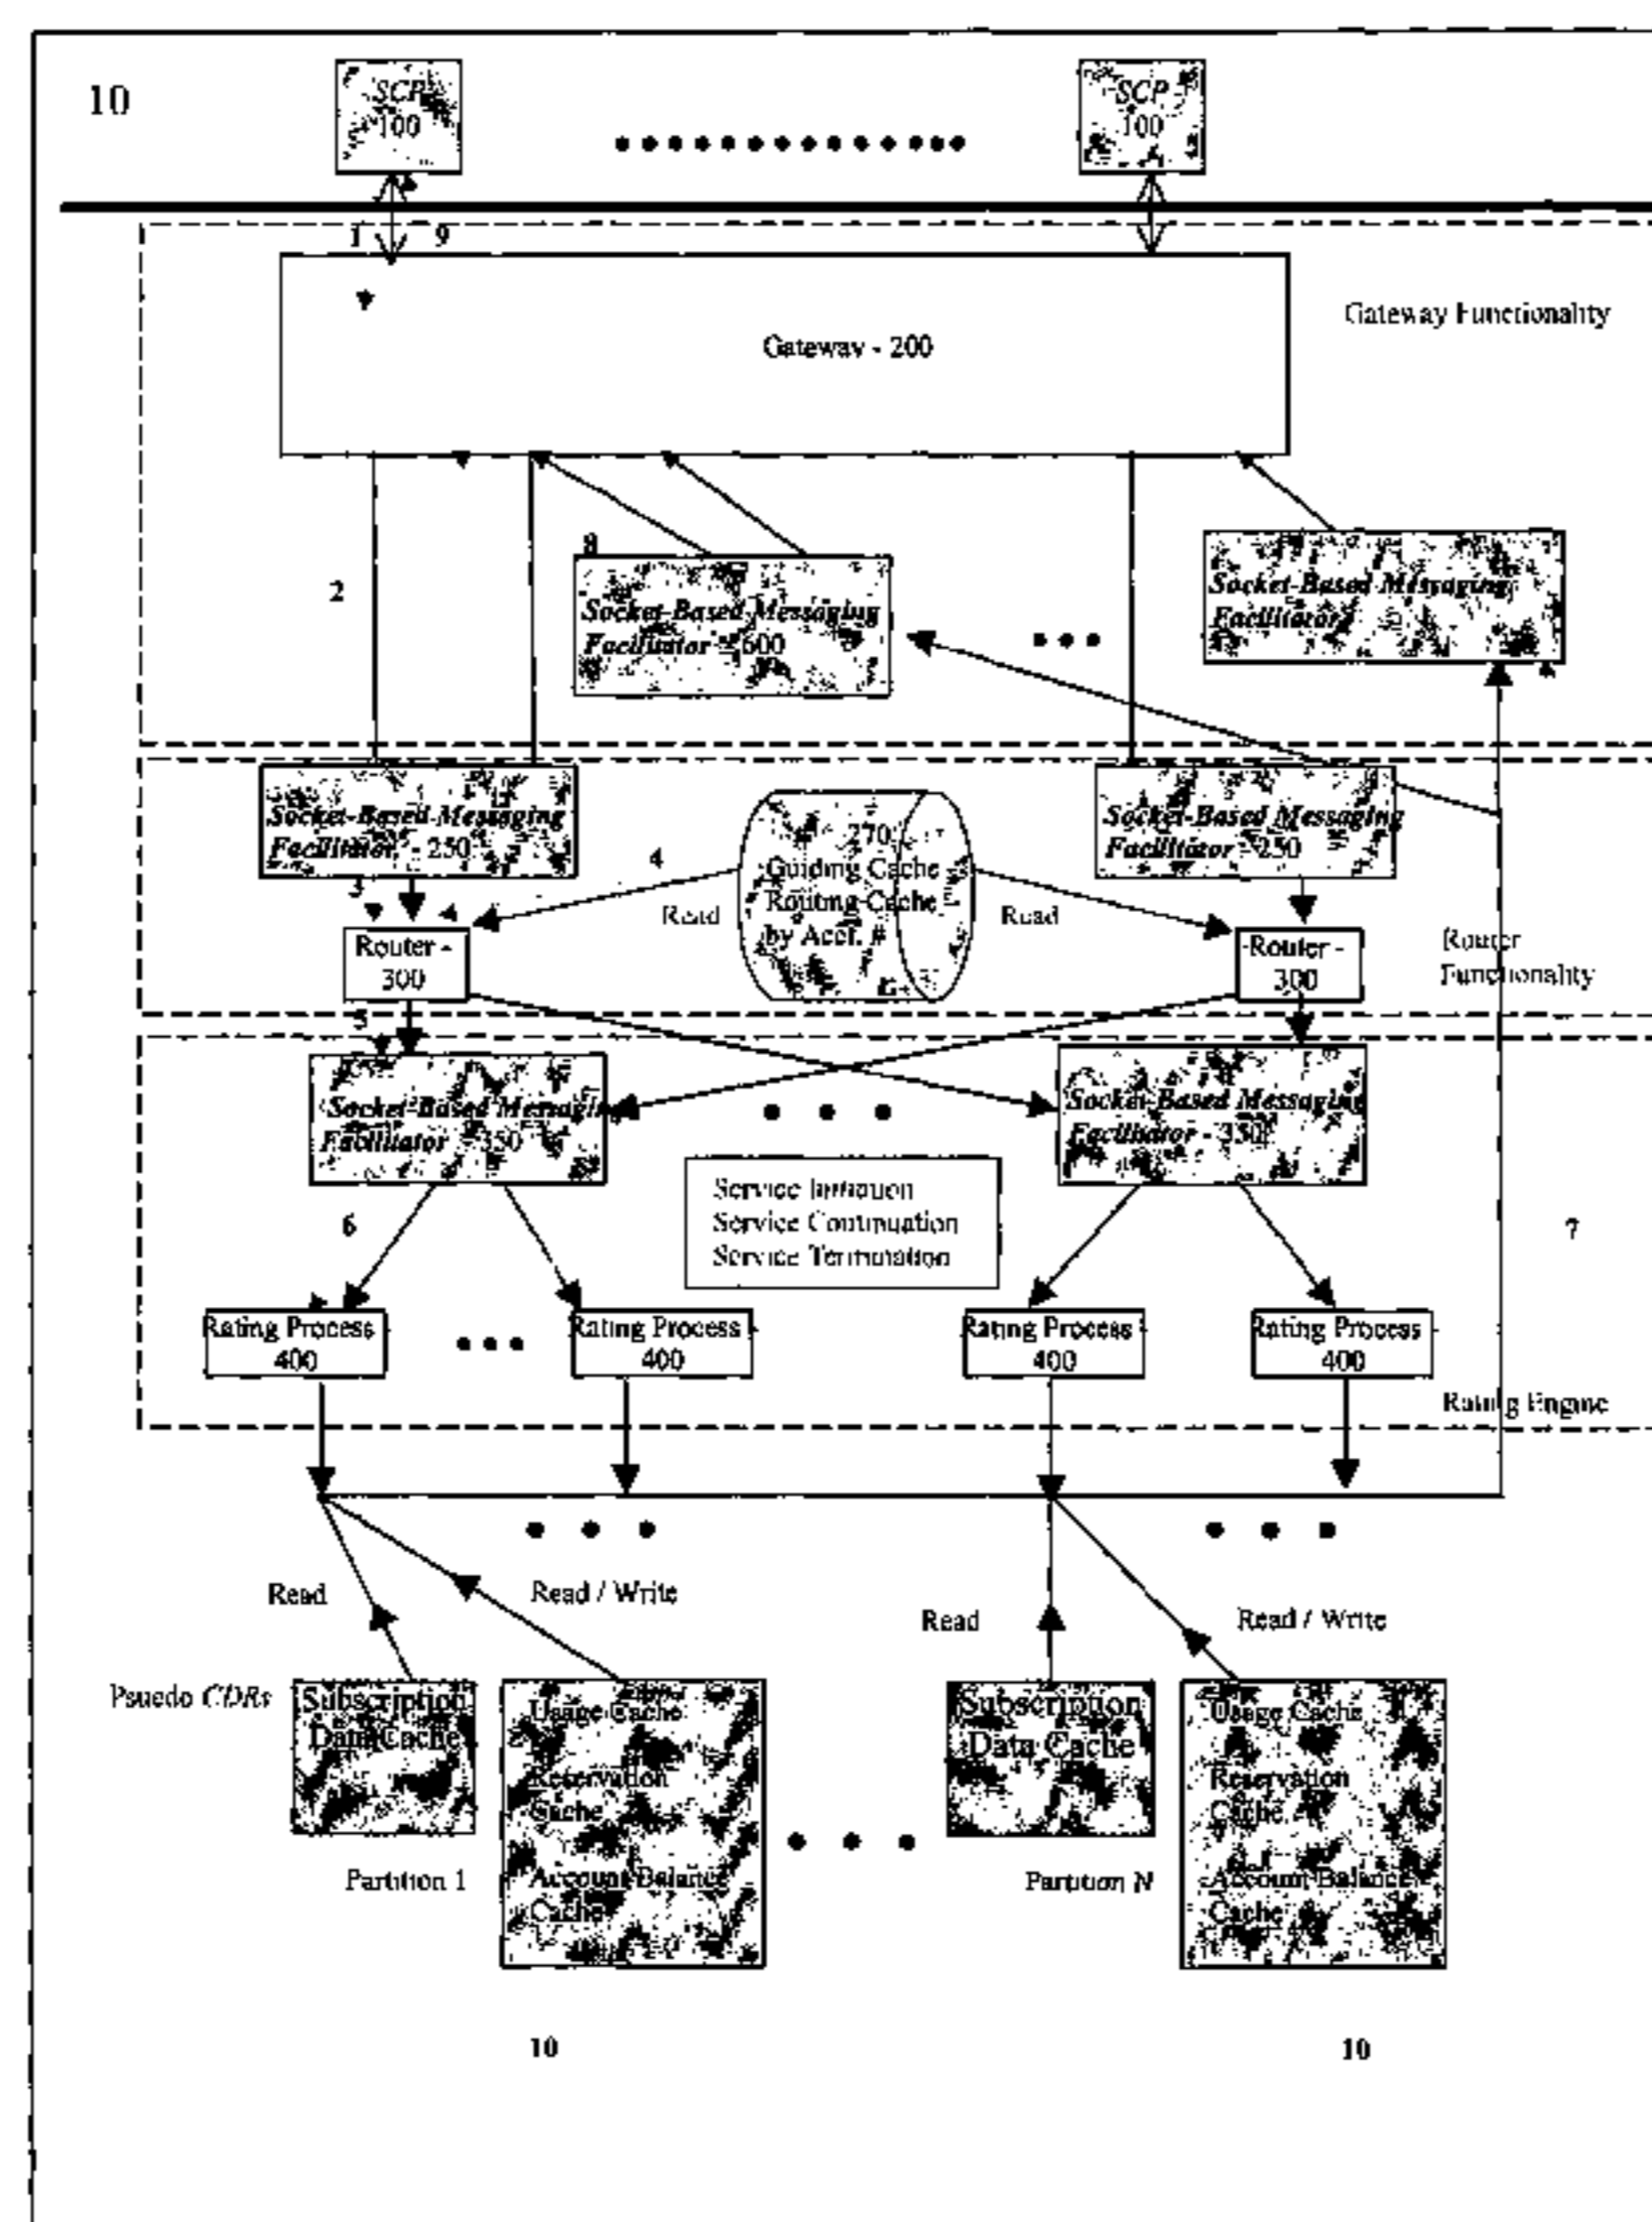 10
SCP
100
SCP
100
1
9
Gateway Functionality
Gateway - 200
8
2
Socket-Based Messaging
Facilitator - 600
Socket-Based Messaging
Facilitator
Socket-Based Messaging
Facilitator - 250
270
Guiding Cache
Routing Cache
by Acct. #
Socket-Based Messaging
Facilitator - 250
3
4
Read
Read
Router -
300
Router -
300
Router
Functionality
5
Socket-Based Messaging
Facilitator - 350
Socket-Based Messaging
Facilitator - 350
Service Initiation
Service Continuation
Service Termination
6
7
Rating Process -
400
Rating Process -
400
Rating Process -
400
Rating Process -
400
Rating Engine
Read
Read / Write
Read
Read / Write
Psuedo CDRs
Subscription
Data Cache
Usage Cache
Reservation
Cache
Account Balance
Cache
Subscription
Data Cache
Usage Cache
Reservation
Cache
Account Balance
Cache
Partition 1
Partition N
10
10